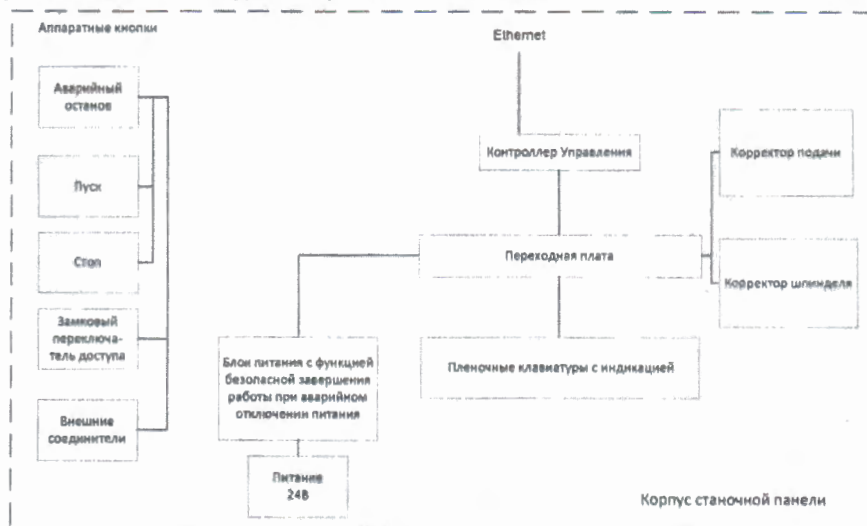 Аппаратные кнопки
Аварийный
останов
Пуск
Стоп
Замковый
переключа-
тель доступа
Внешние
соединители
Ethernet
Контроллер Управления
Переходная плата
Корректор подачи
Корректор шпинделя
Блок питания с функцией
безопасной завершения
работы при аварийном
отключении питания
Питание
24В
Пленочные клавиатуры с индикацией
Корпус станочной панели